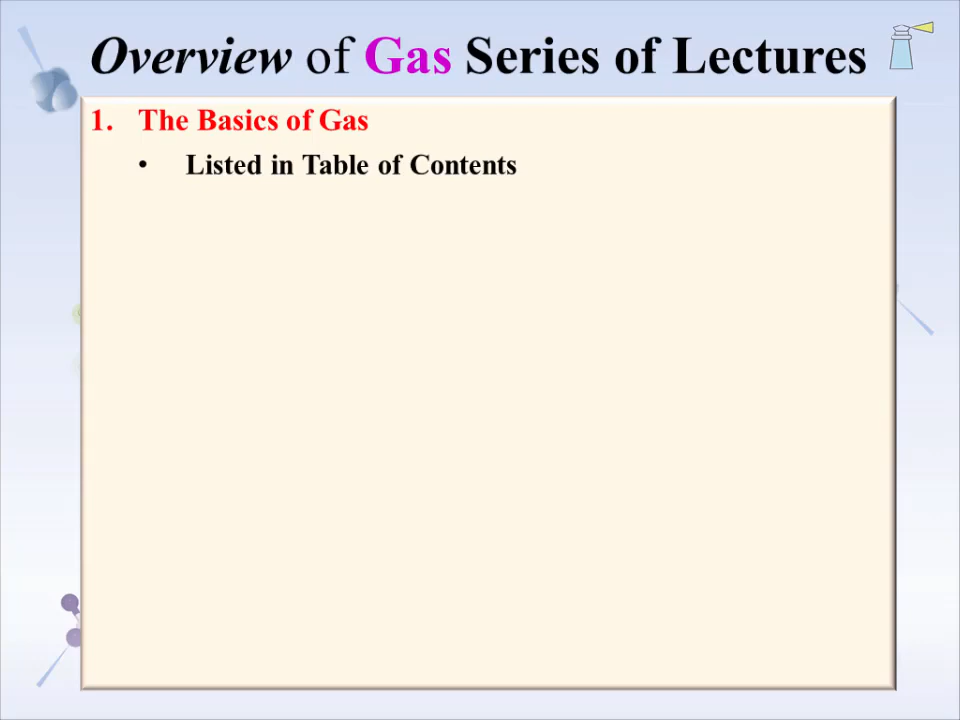 Overview of Gas Series of Lectures
1. The Basics of Gas
• Listed in Table of Contents